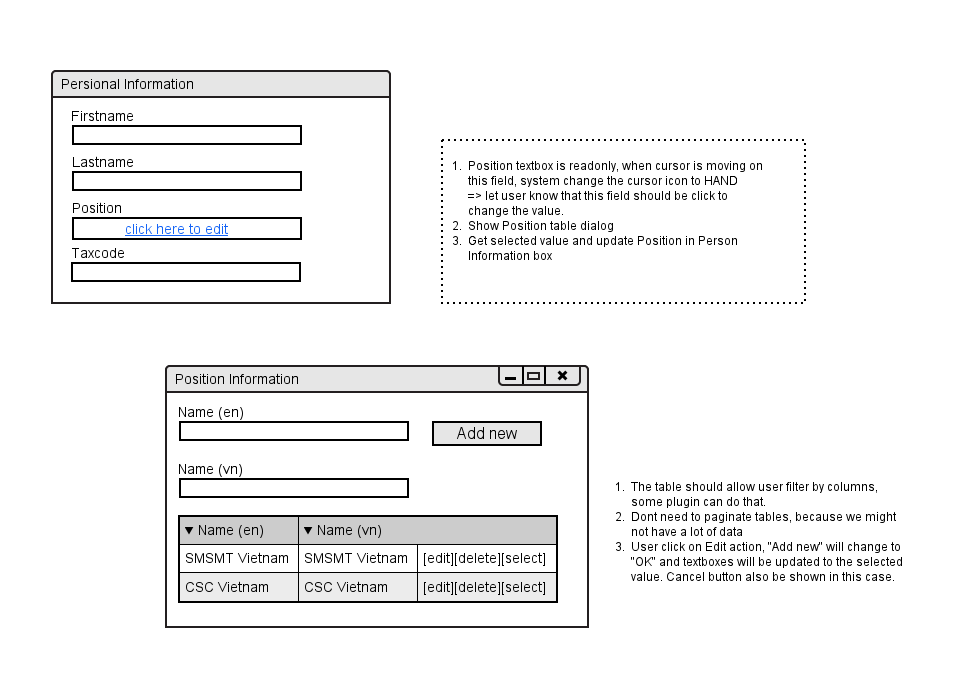 Persional Information
Firstname
Lastname
Position
click here to edit
Taxcode
1. Position textbox is readonly, when cursor is moving on
this field, system change the cursor icon to HAND
=> let user know that this field should be click to
change the value.
2. Show Position table dialog
3. Get selected value and update Position in Person
Information box
Position Information
Name (en)
Add new
Name (vn)
Name (en) Name (vn)
SMSMT Vietnam SMSMT Vietnam [edit][delete][select]
CSC Vietnam CSC Vietnam [edit][delete][select]
1. The table should allow user filter by columns,
some plugin can do that.
2. Dont need to paginate tables, because we might
not have a lot of data
3. User click on Edit action, "Add new" will change to
"OK" and textboxes will be updated to the selected
value. Cancel button also be shown in this case.